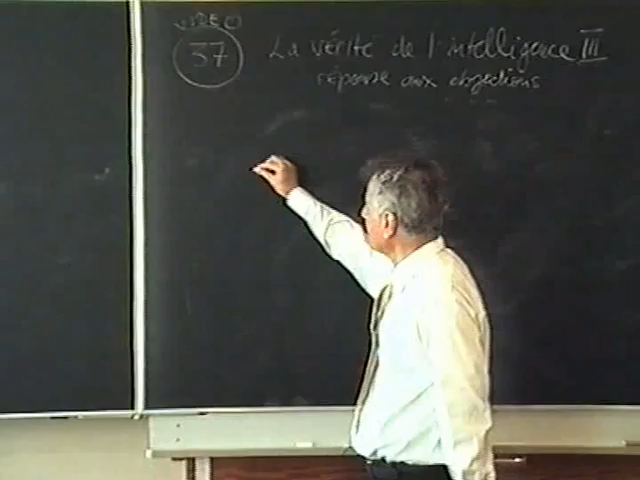 VIDEO
37 La vérité de l'intelligence III
réponse aux objections